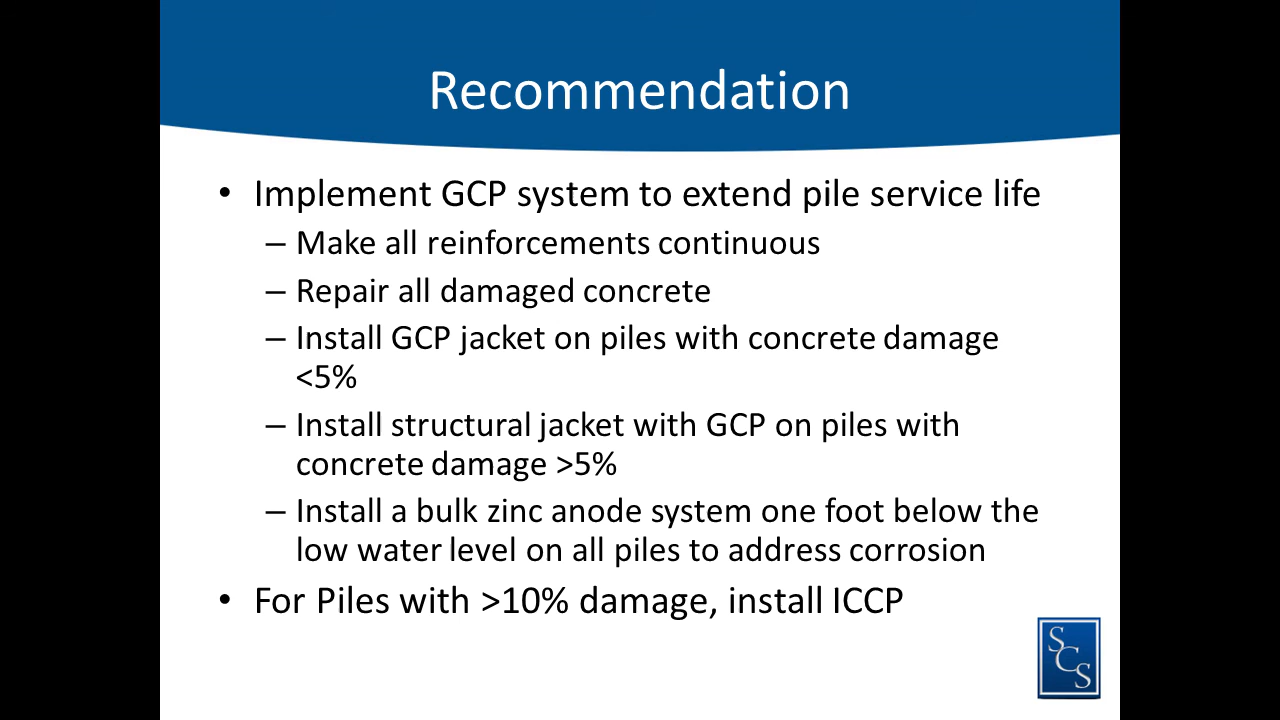 Recommendation
• Implement GCP system to extend pile service life
– Make all reinforcements continuous
– Repair all damaged concrete
– Install GCP jacket on piles with concrete damage
<5%
– Install structural jacket with GCP on piles with
concrete damage >5%
– Install a bulk zinc anode system one foot below the
low water level on all piles to address corrosion
• For Piles with >10% damage, install ICCP
SCS